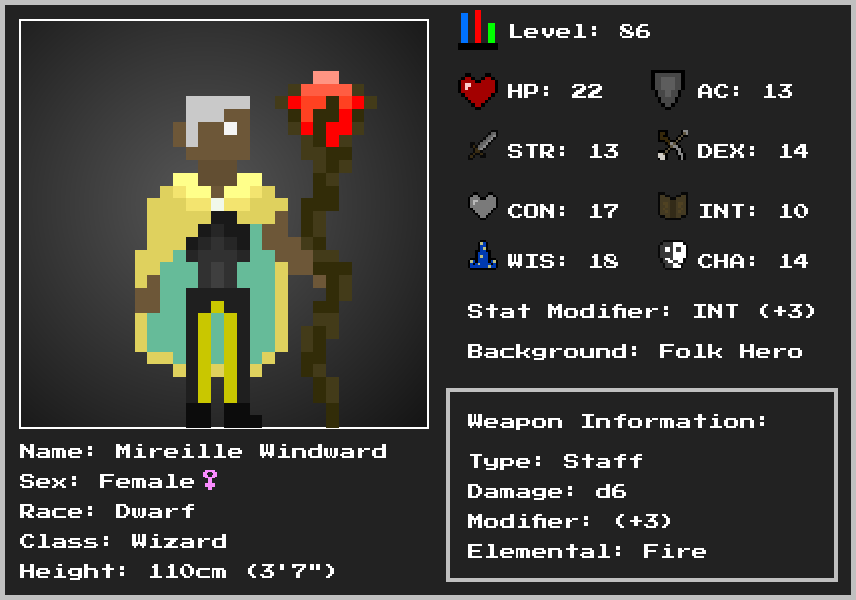 Level: 86
HP: 22
AC: 13
STR: 13
DEX: 14
CON: 17
INT: 10
WIS: 18
CHA: 14
Stat Modifier: INT (+3)
Background: Folk Hero
Weapon Information:
Type: Staff
Damage: d6
Modifier: (+3)
Elemental: Fire
Name: Mireille Windward
Sex: Female♀
Race: Dwarf
Class: Wizard
Height: 110cm (3'7")